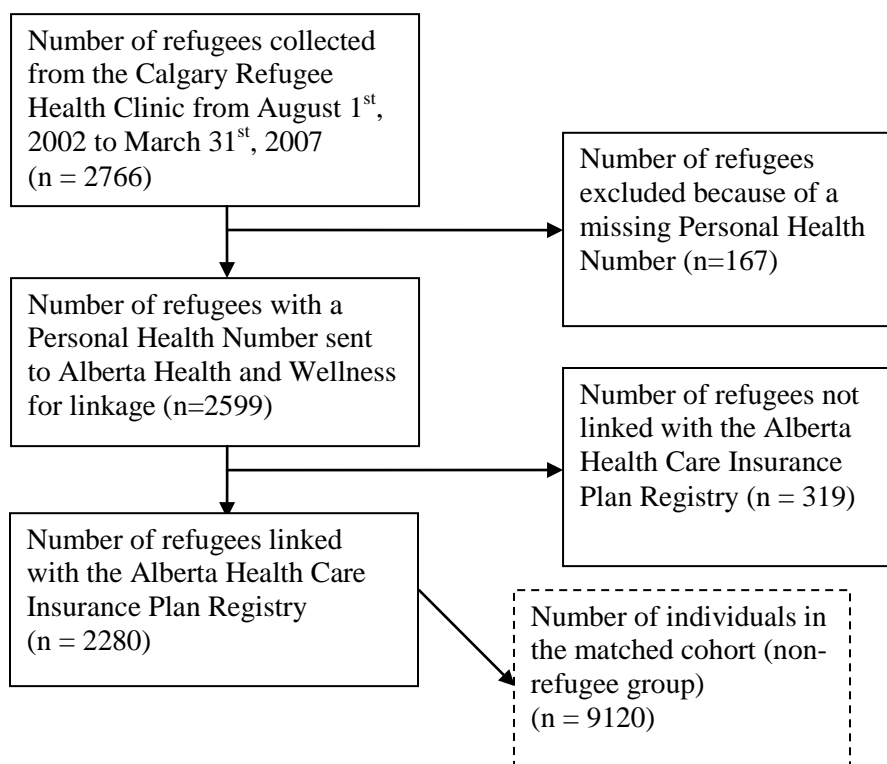 Number of refugees collected
from the Calgary Refugee
Health Clinic from August 1st,
2002 to March 31st, 2007
(n = 2766)
Number of refugees
excluded because of a
missing Personal Health
Number (n=167)
Number of refugees with a
Personal Health Number sent
to Alberta Health and Wellness
for linkage (n=2599)
Number of refugees not
linked with the Alberta
Health Care Insurance
Plan Registry (n = 319)
Number of refugees linked
with the Alberta Health Care
Insurance Plan Registry
(n = 2280)
Number of individuals in
the matched cohort (non-
refugee group)
(n = 9120)